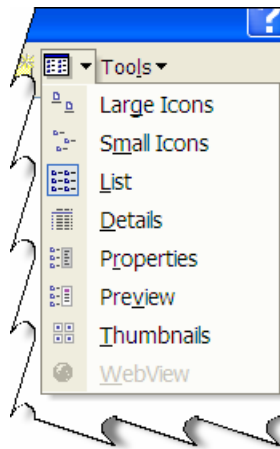 ?
Tools
Large Icons
Small Icons
List
Details
Properties
Preview
Thumbnails
WebView